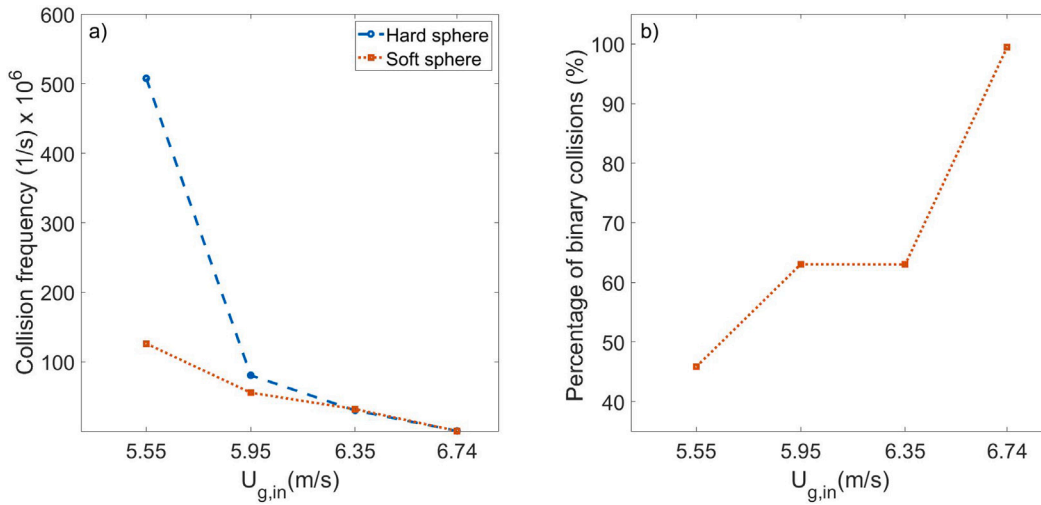 a)
Hard sphere
Soft sphere
Collision frequency (1/s) x 10^6
600
500
400
300
200
100
5.55 5.95 6.35 6.74
U_g,in(m/s)
b)
Percentage of binary collisions (%)
100
90
80
70
60
50
40
5.55 5.95 6.35 6.74
U_g,in(m/s)